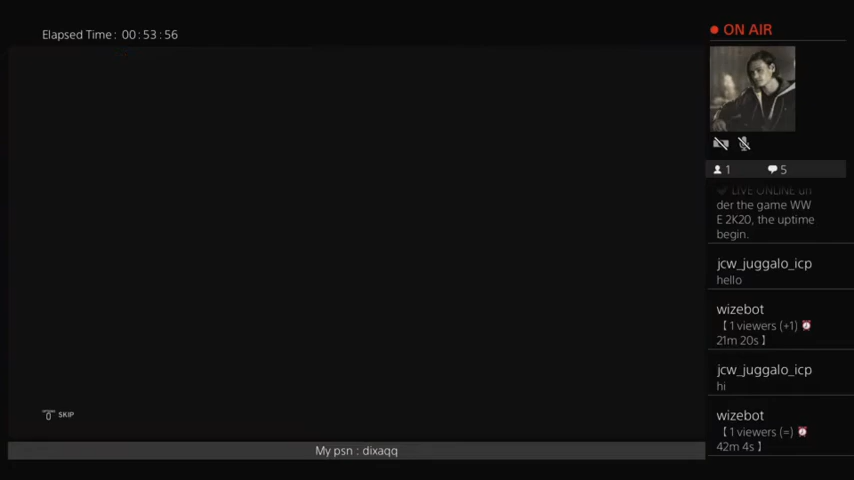 Elapsed Time: 00:53:56
ON AIR
1 5
LIVE ONLINE un
der the game WW
E 2K20, the uptime
begin.
jcw_juggalo_icp
hello
wizebot
【 1 viewers (+1) ⏰
21m 20s 】
jcw_juggalo_icp
hi
wizebot
【 1 viewers (=) ⏰
42m 4s 】
OPTIONS SKIP
My psn : dixaqq